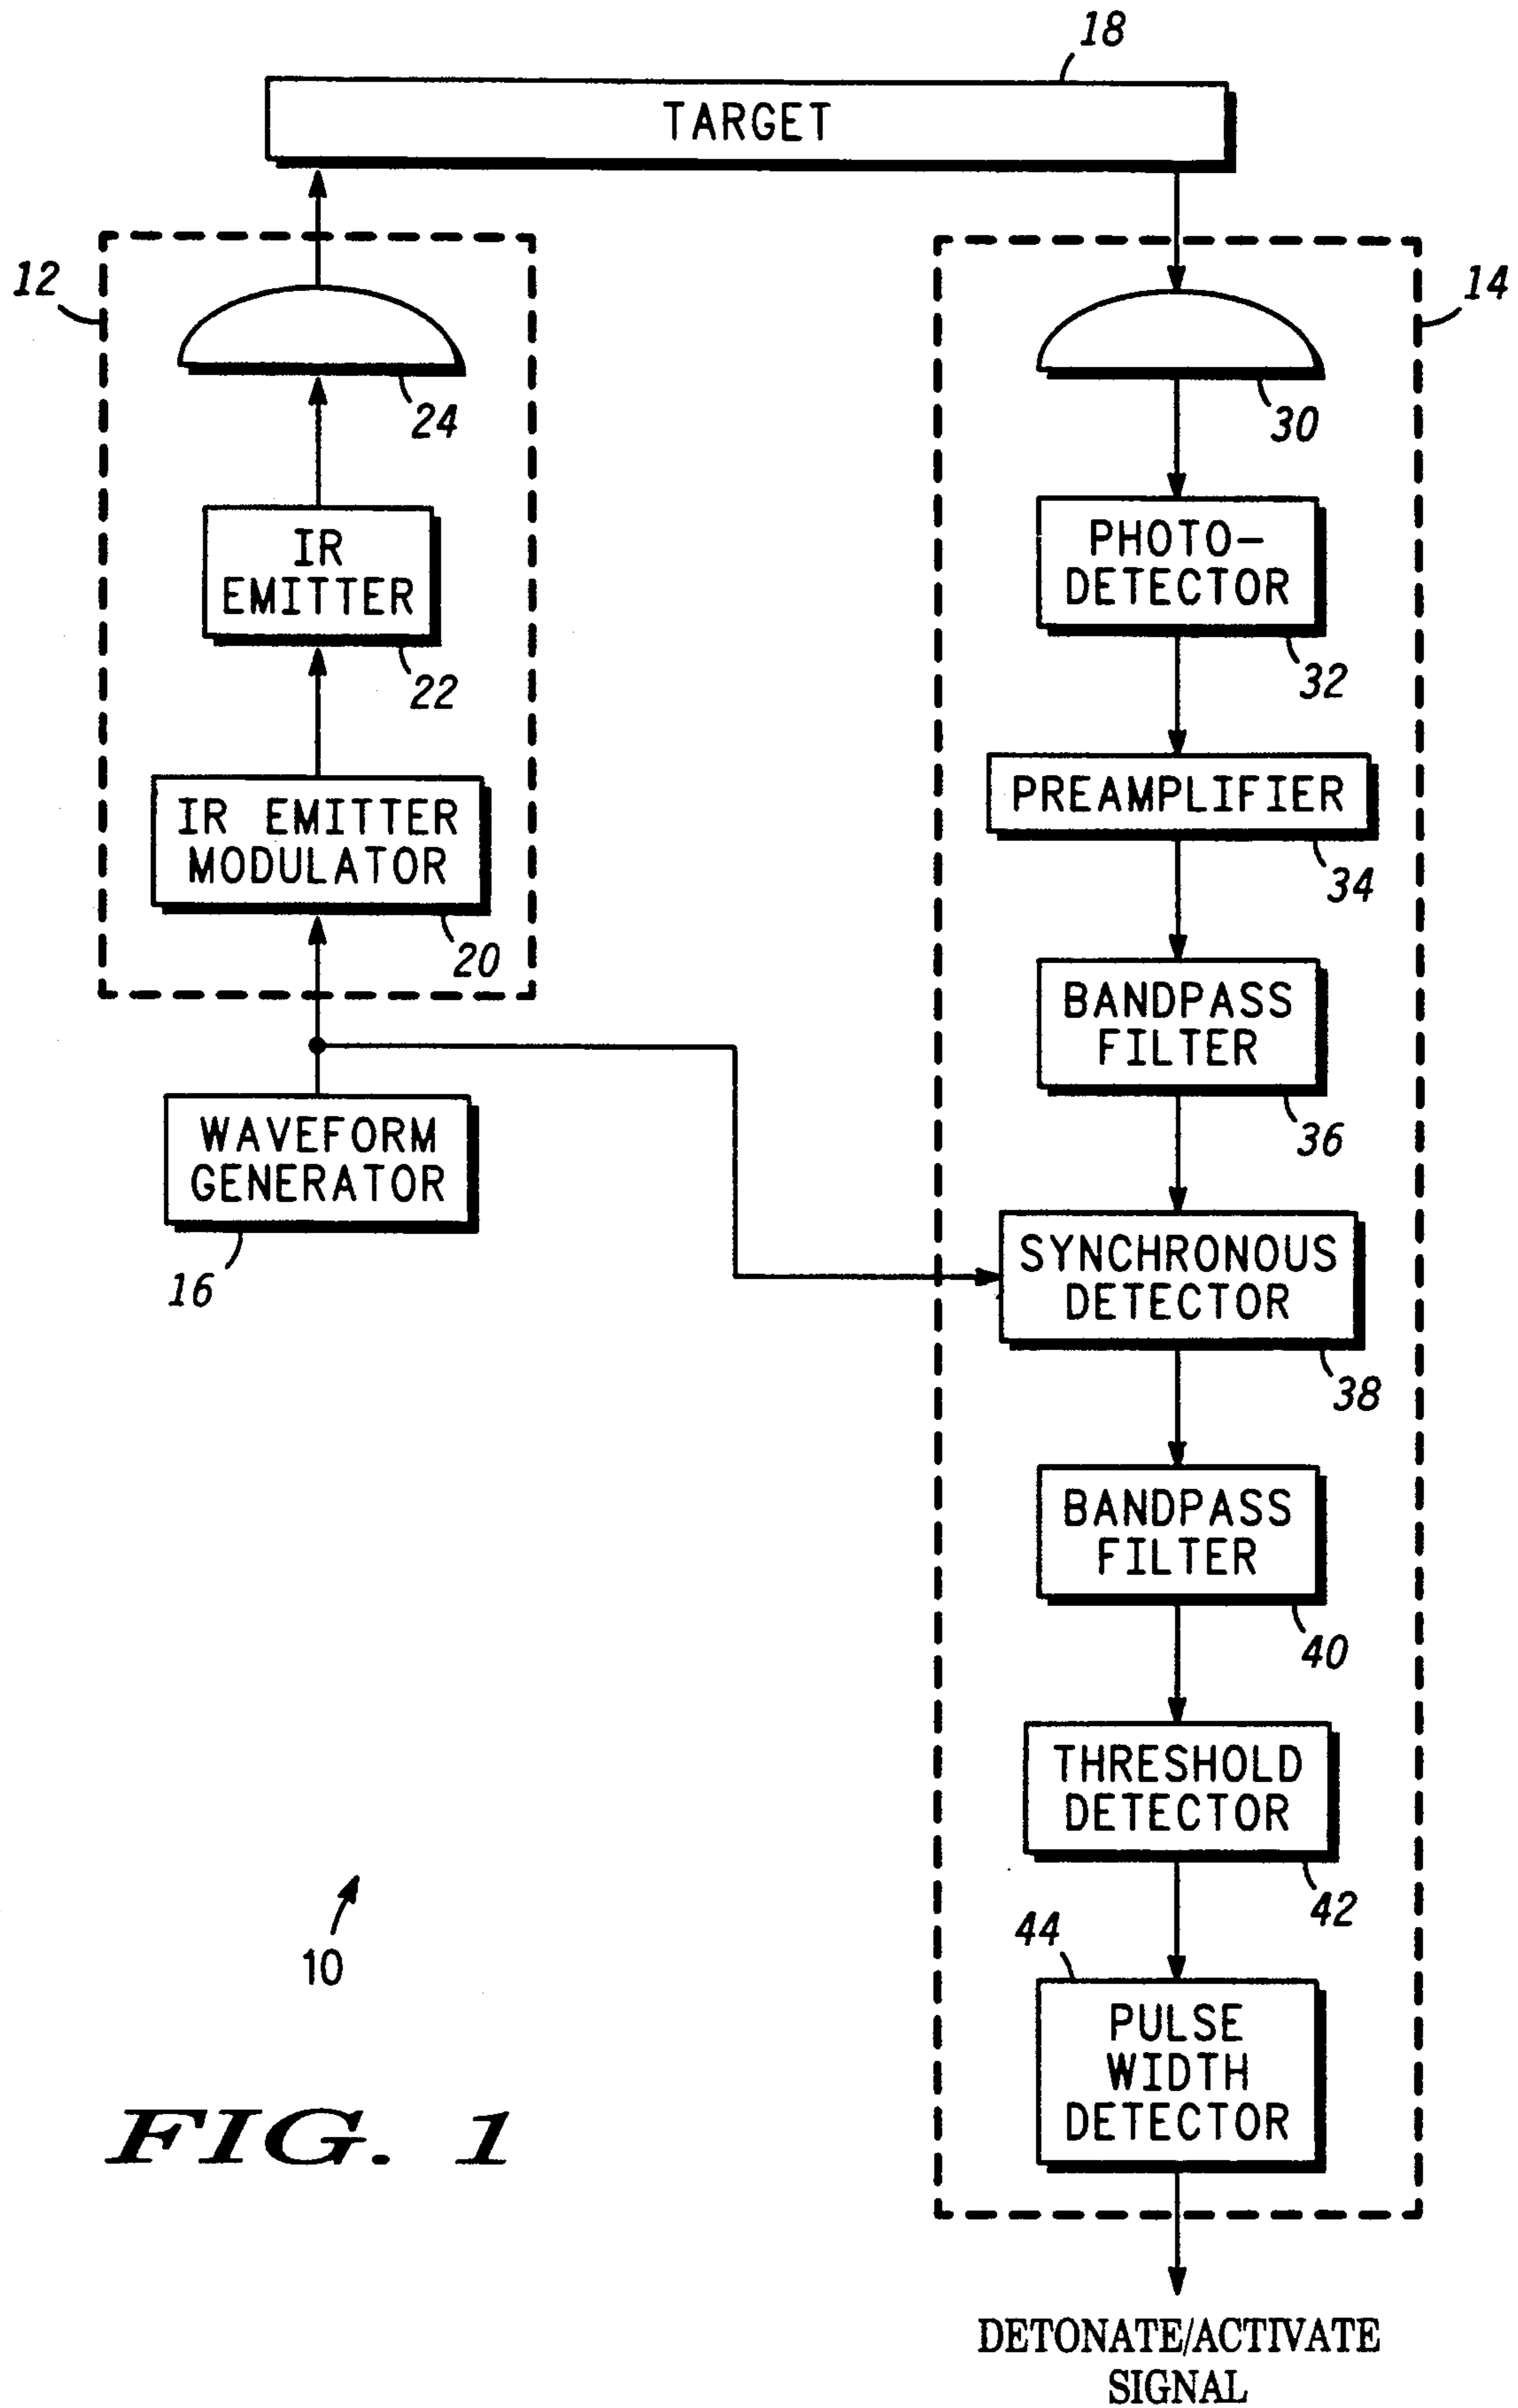 18
TARGET
12
14
24
30
IR
EMITTER
22
PHOTO-
DETECTOR
32
IR EMITTER
MODULATOR
20
PREAMPLIFIER
34
BANDPASS
FILTER
36
WAVEFORM
GENERATOR
16
SYNCHRONOUS
DETECTOR
38
BANDPASS
FILTER
40
THRESHOLD
DETECTOR
42
10
44
PULSE
WIDTH
DETECTOR
FIG. 1
DETONATE/ACTIVATE
SIGNAL